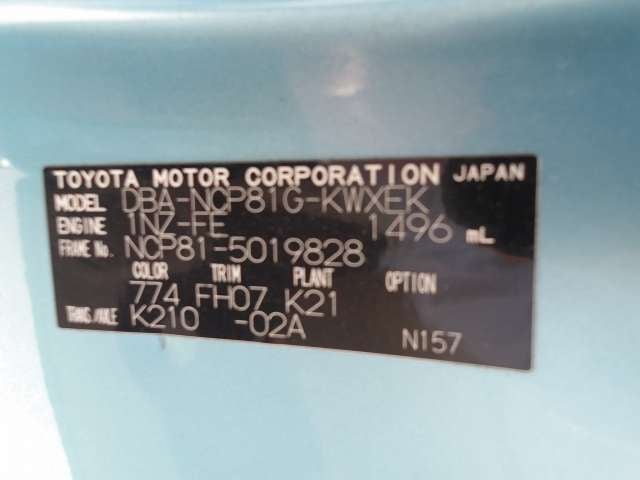 TOYOTA MOTOR CORPORATION JAPAN
MODEL DBA-NCP81G-KWXEK
ENGINE 1NZ-FE 1496 mL
FRAME No. NCP81-5019828
COLOR TRIM PLANT OPTION
774 FH07 K21
TRANS/AXLE K210 -02A
N157